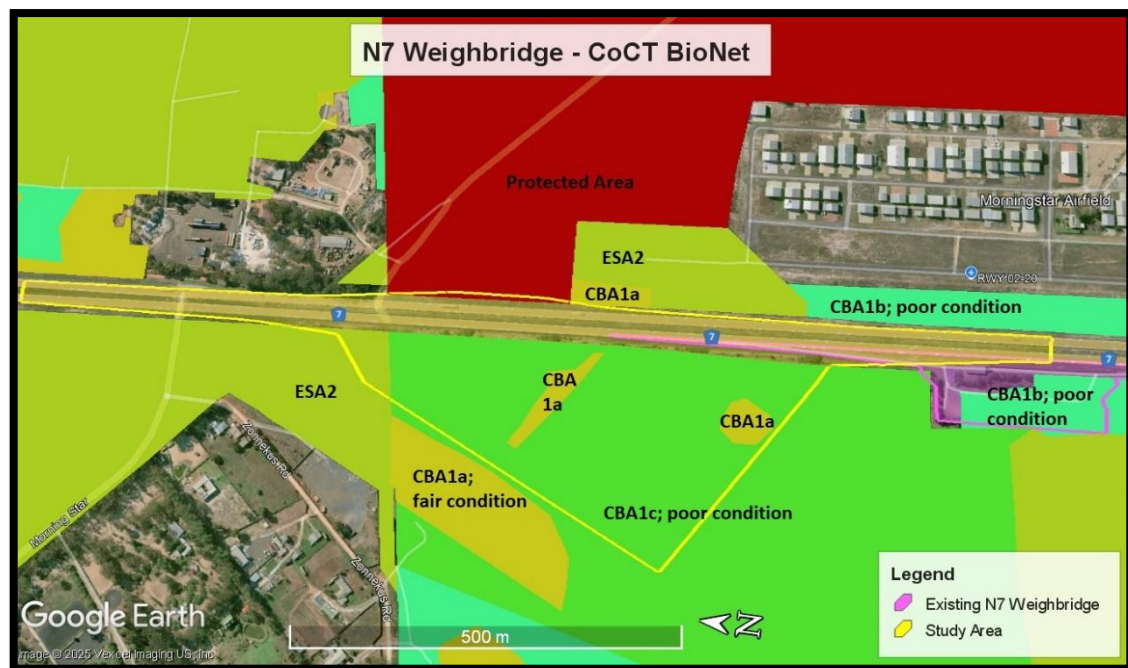 N7 Weighbridge - CoCT BioNet
Protected Area
Morningstar Airfield
ESA2
RWY 02-20
CBA1a
CBA1b; poor condition
7
7
7
CBA
1a
ESA2
CBA1b; poor
condition
CBA1a
Zonnekus Rd
CBA1a;
fair condition
CBA1c; poor condition
Morning Star
Zonnekus Rd
Legend
Existing N7 Weighbridge
Study Area
Google Earth
500 m
N
Image © 2025 Vexcel Imaging US, Inc